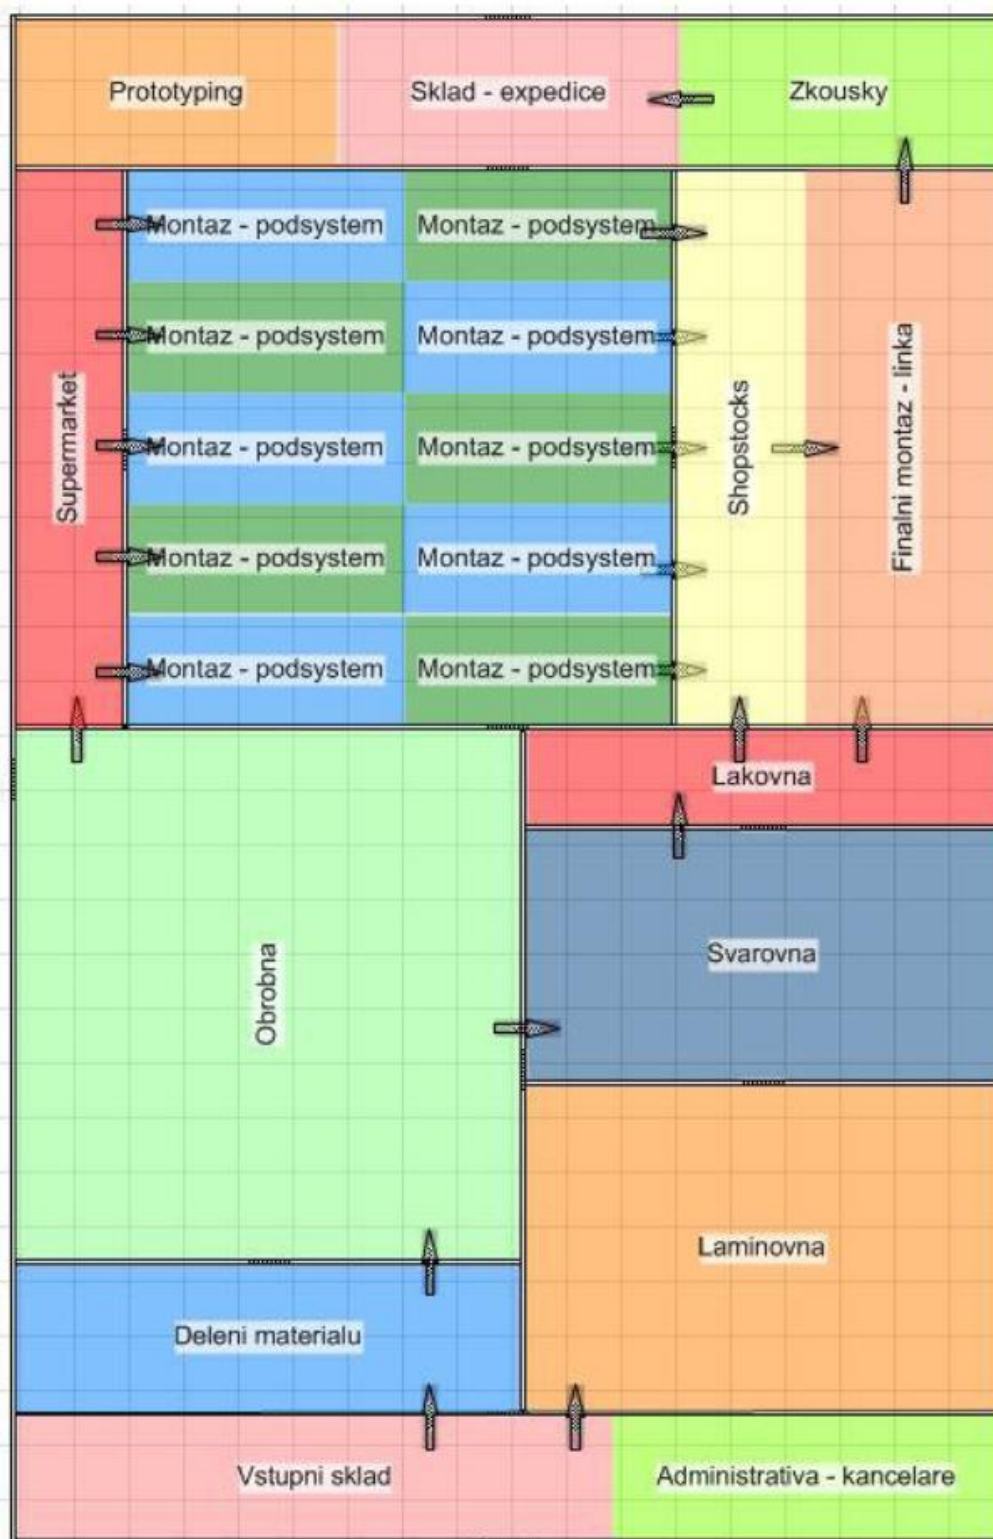 Prototyping
Sklad - expedice
Zkousky
Supermarket
Montaz - podsystem
Montaz - podsystem
Montaz - podsystem
Montaz - podsystem
Montaz - podsystem
Montaz - podsystem
Montaz - podsystem
Montaz - podsystem
Montaz - podsystem
Montaz - podsystem
Shopstocks
Finalni montaz - linka
Lakovna
Obrobna
Svarovna
Laminovna
Deleni materialu
Vstupni sklad
Administrativa - kancelare